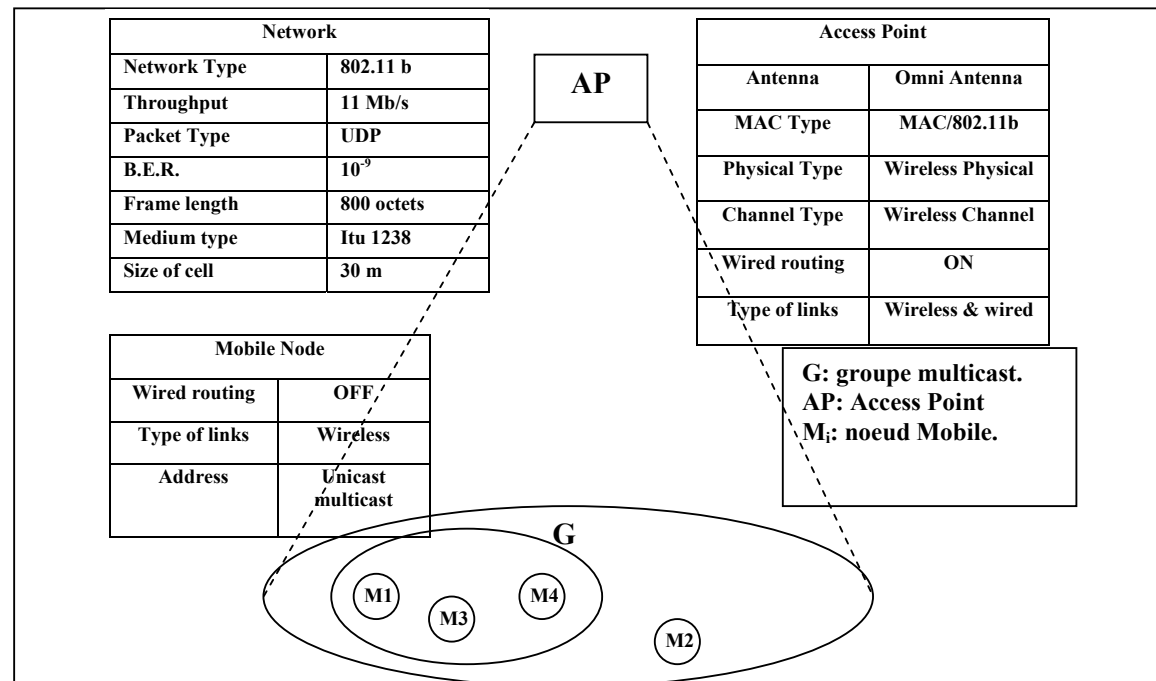 Network
Network Type 802.11 b
Throughput 11 Mb/s
Packet Type UDP
B.E.R. 10⁻⁹
Frame length 800 octets
Medium type Itu 1238
Size of cell 30 m
AP
Access Point
Antenna Omni Antenna
MAC Type MAC/802.11b
Physical Type Wireless Physical
Channel Type Wireless Channel
Wired routing ON
Type of links Wireless & wired
Mobile Node
Wired routing OFF
Type of links Wireless
Address Unicast
multicast
G: groupe multicast.
AP: Access Point
Mᵢ: noeud Mobile.
G
M1
M3
M4
M2